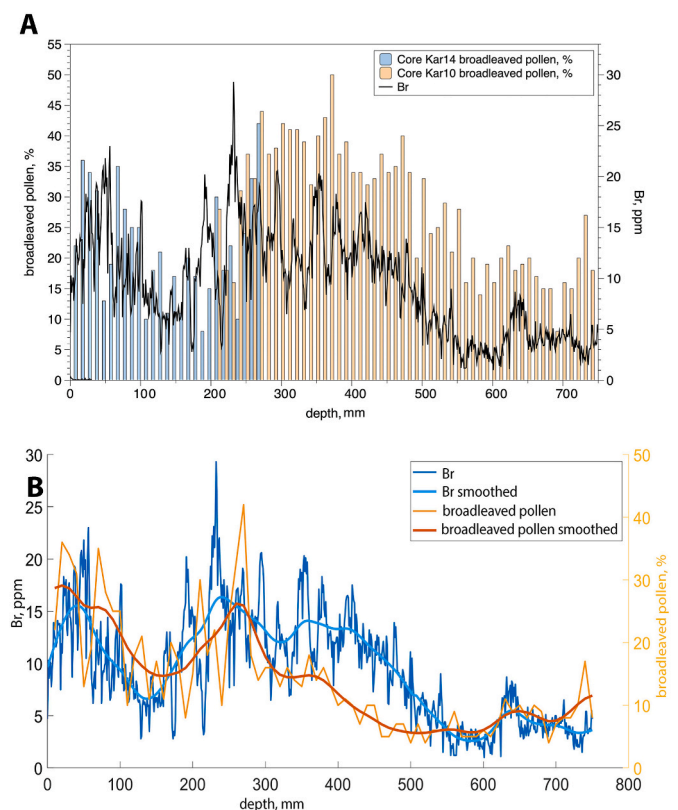 A
55
50
45
40
35
30
25
20
15
10
5
0
broadleaved pollen, %
Core Kar14 broadleaved pollen, %
Core Kar10 broadleaved pollen, %
Br
30
25
20
15
10
5
0
Br, ppm
0 100 200 300 400 500 600 700
depth, mm
B
30
25
20
15
10
5
0
Br, ppm
Br
Br smoothed
broadleaved pollen
broadleaved pollen smoothed
50
40
30
20
10
0
broadleaved pollen, %
0 100 200 300 400 500 600 700 800
depth, mm